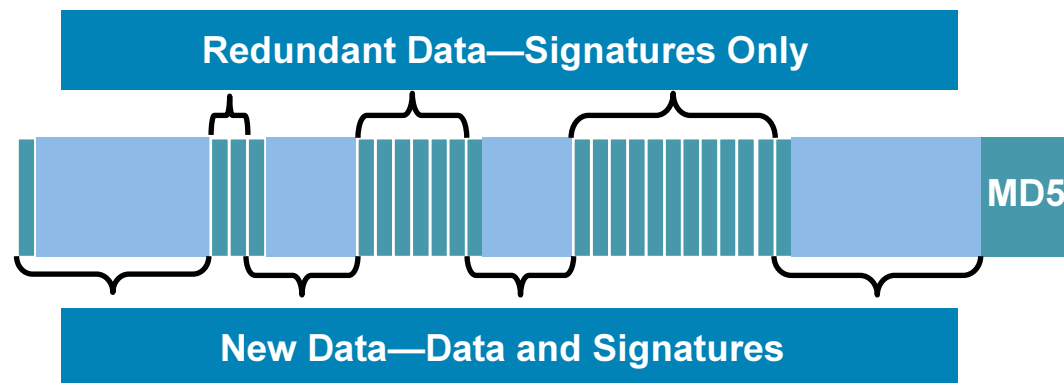 Redundant Data—Signatures Only
MD5
New Data—Data and Signatures